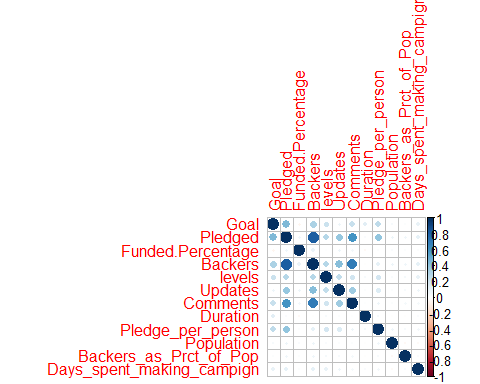 Goal
Pledged
Funded.Percentage
Backers
levels
Updates
Comments
Duration
Pledge_per_person
Population
Backers_as_Prct_of_Pop
Days_spent_making_campign
Goal
Pledged
Funded.Percentage
Backers
levels
Updates
Comments
Duration
Pledge_per_person
Population
Backers_as_Prct_of_Pop
Days_spent_making_campign
1
0.8
0.6
0.4
0.2
0
-0.2
-0.4
-0.6
-0.8
-1